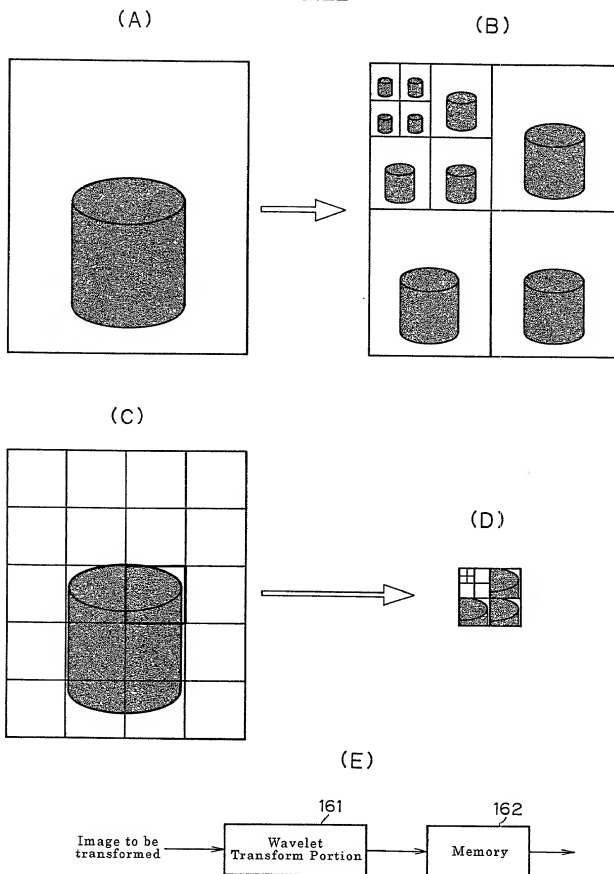 (A)
(B)
(C)
(D)
(E)
161
162
Image to be
transformed
Wavelet
Transform Portion
Memory